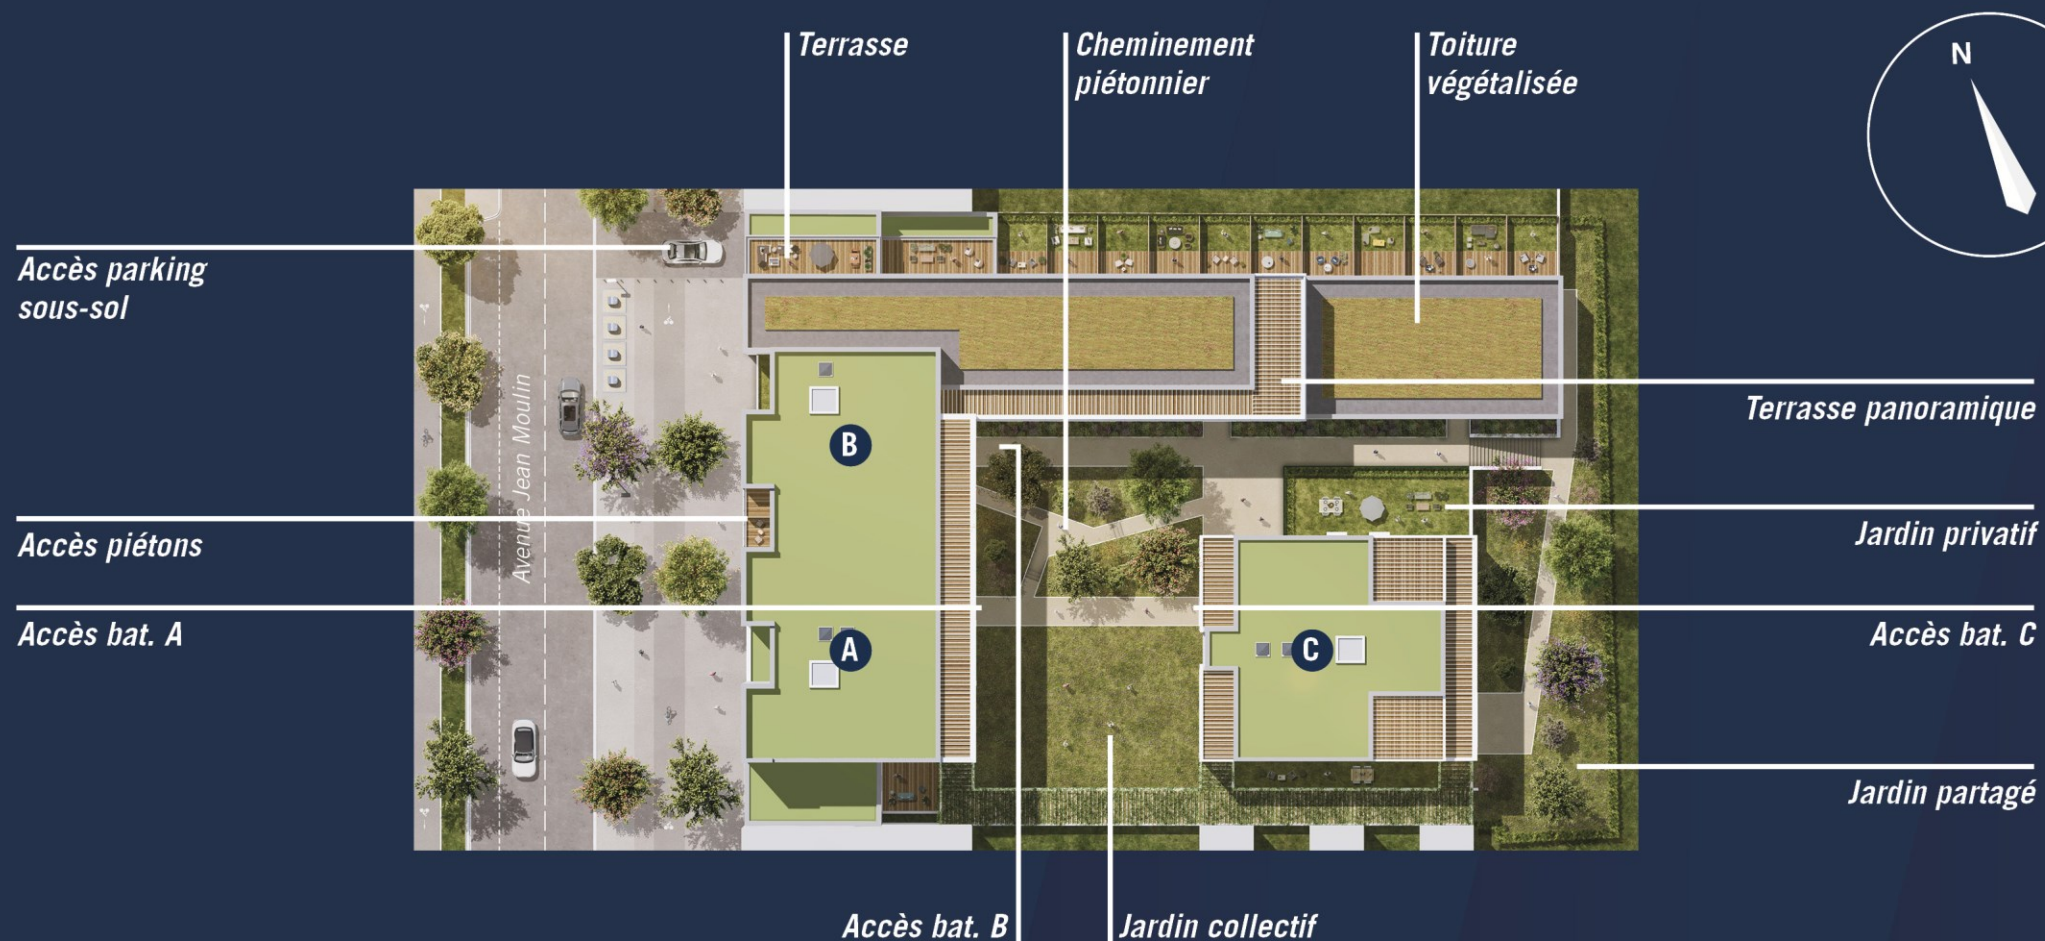 Terrasse
Cheminement
piétonnier
Toiture
végétalisée
N
Accès parking
sous-sol
Terrasse panoramique
B
Avenue Jean Moulin
Accès piétons
Jardin privatif
Accès bat. A
Accès bat. C
A
C
Jardin partagé
Accès bat. B
Jardin collectif